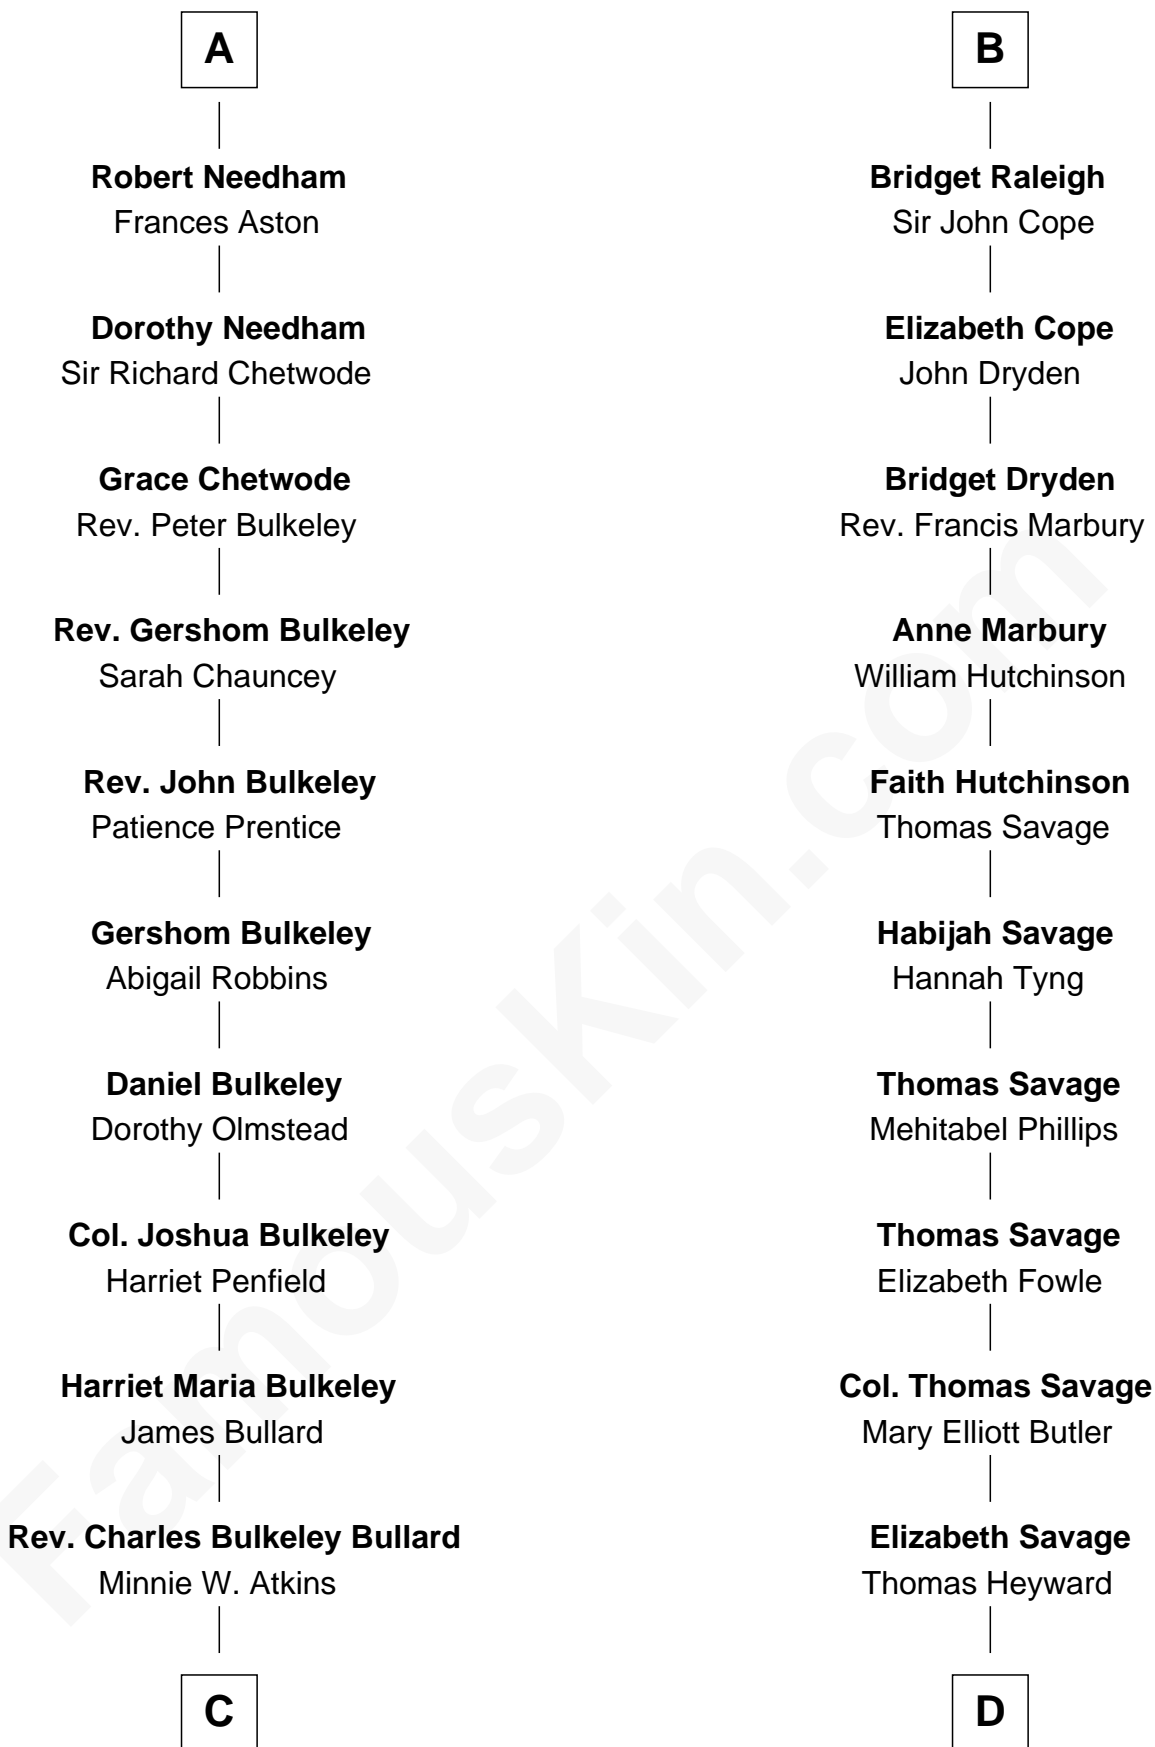 A
Robert Needham
Frances Aston
Dorothy Needham
Sir Richard Chetwode
Grace Chetwode
Rev. Peter Bulkeley
Rev. Gershom Bulkeley
Sarah Chauncey
Rev. John Bulkeley
Patience Prentice
Gershom Bulkeley
Abigail Robbins
Daniel Bulkeley
Dorothy Olmstead
Col. Joshua Bulkeley
Harriet Penfield
Harriet Maria Bulkeley
James Bullard
Rev. Charles Bulkeley Bullard
Minnie W. Atkins
C
B
Bridget Raleigh
Sir John Cope
Elizabeth Cope
John Dryden
Bridget Dryden
Rev. Francis Marbury
Anne Marbury
William Hutchinson
Faith Hutchinson
Thomas Savage
Habijah Savage
Hannah Tyng
Thomas Savage
Mehitabel Phillips
Thomas Savage
Elizabeth Fowle
Col. Thomas Savage
Mary Elliott Butler
Elizabeth Savage
Thomas Heyward
D
FamousKin.com